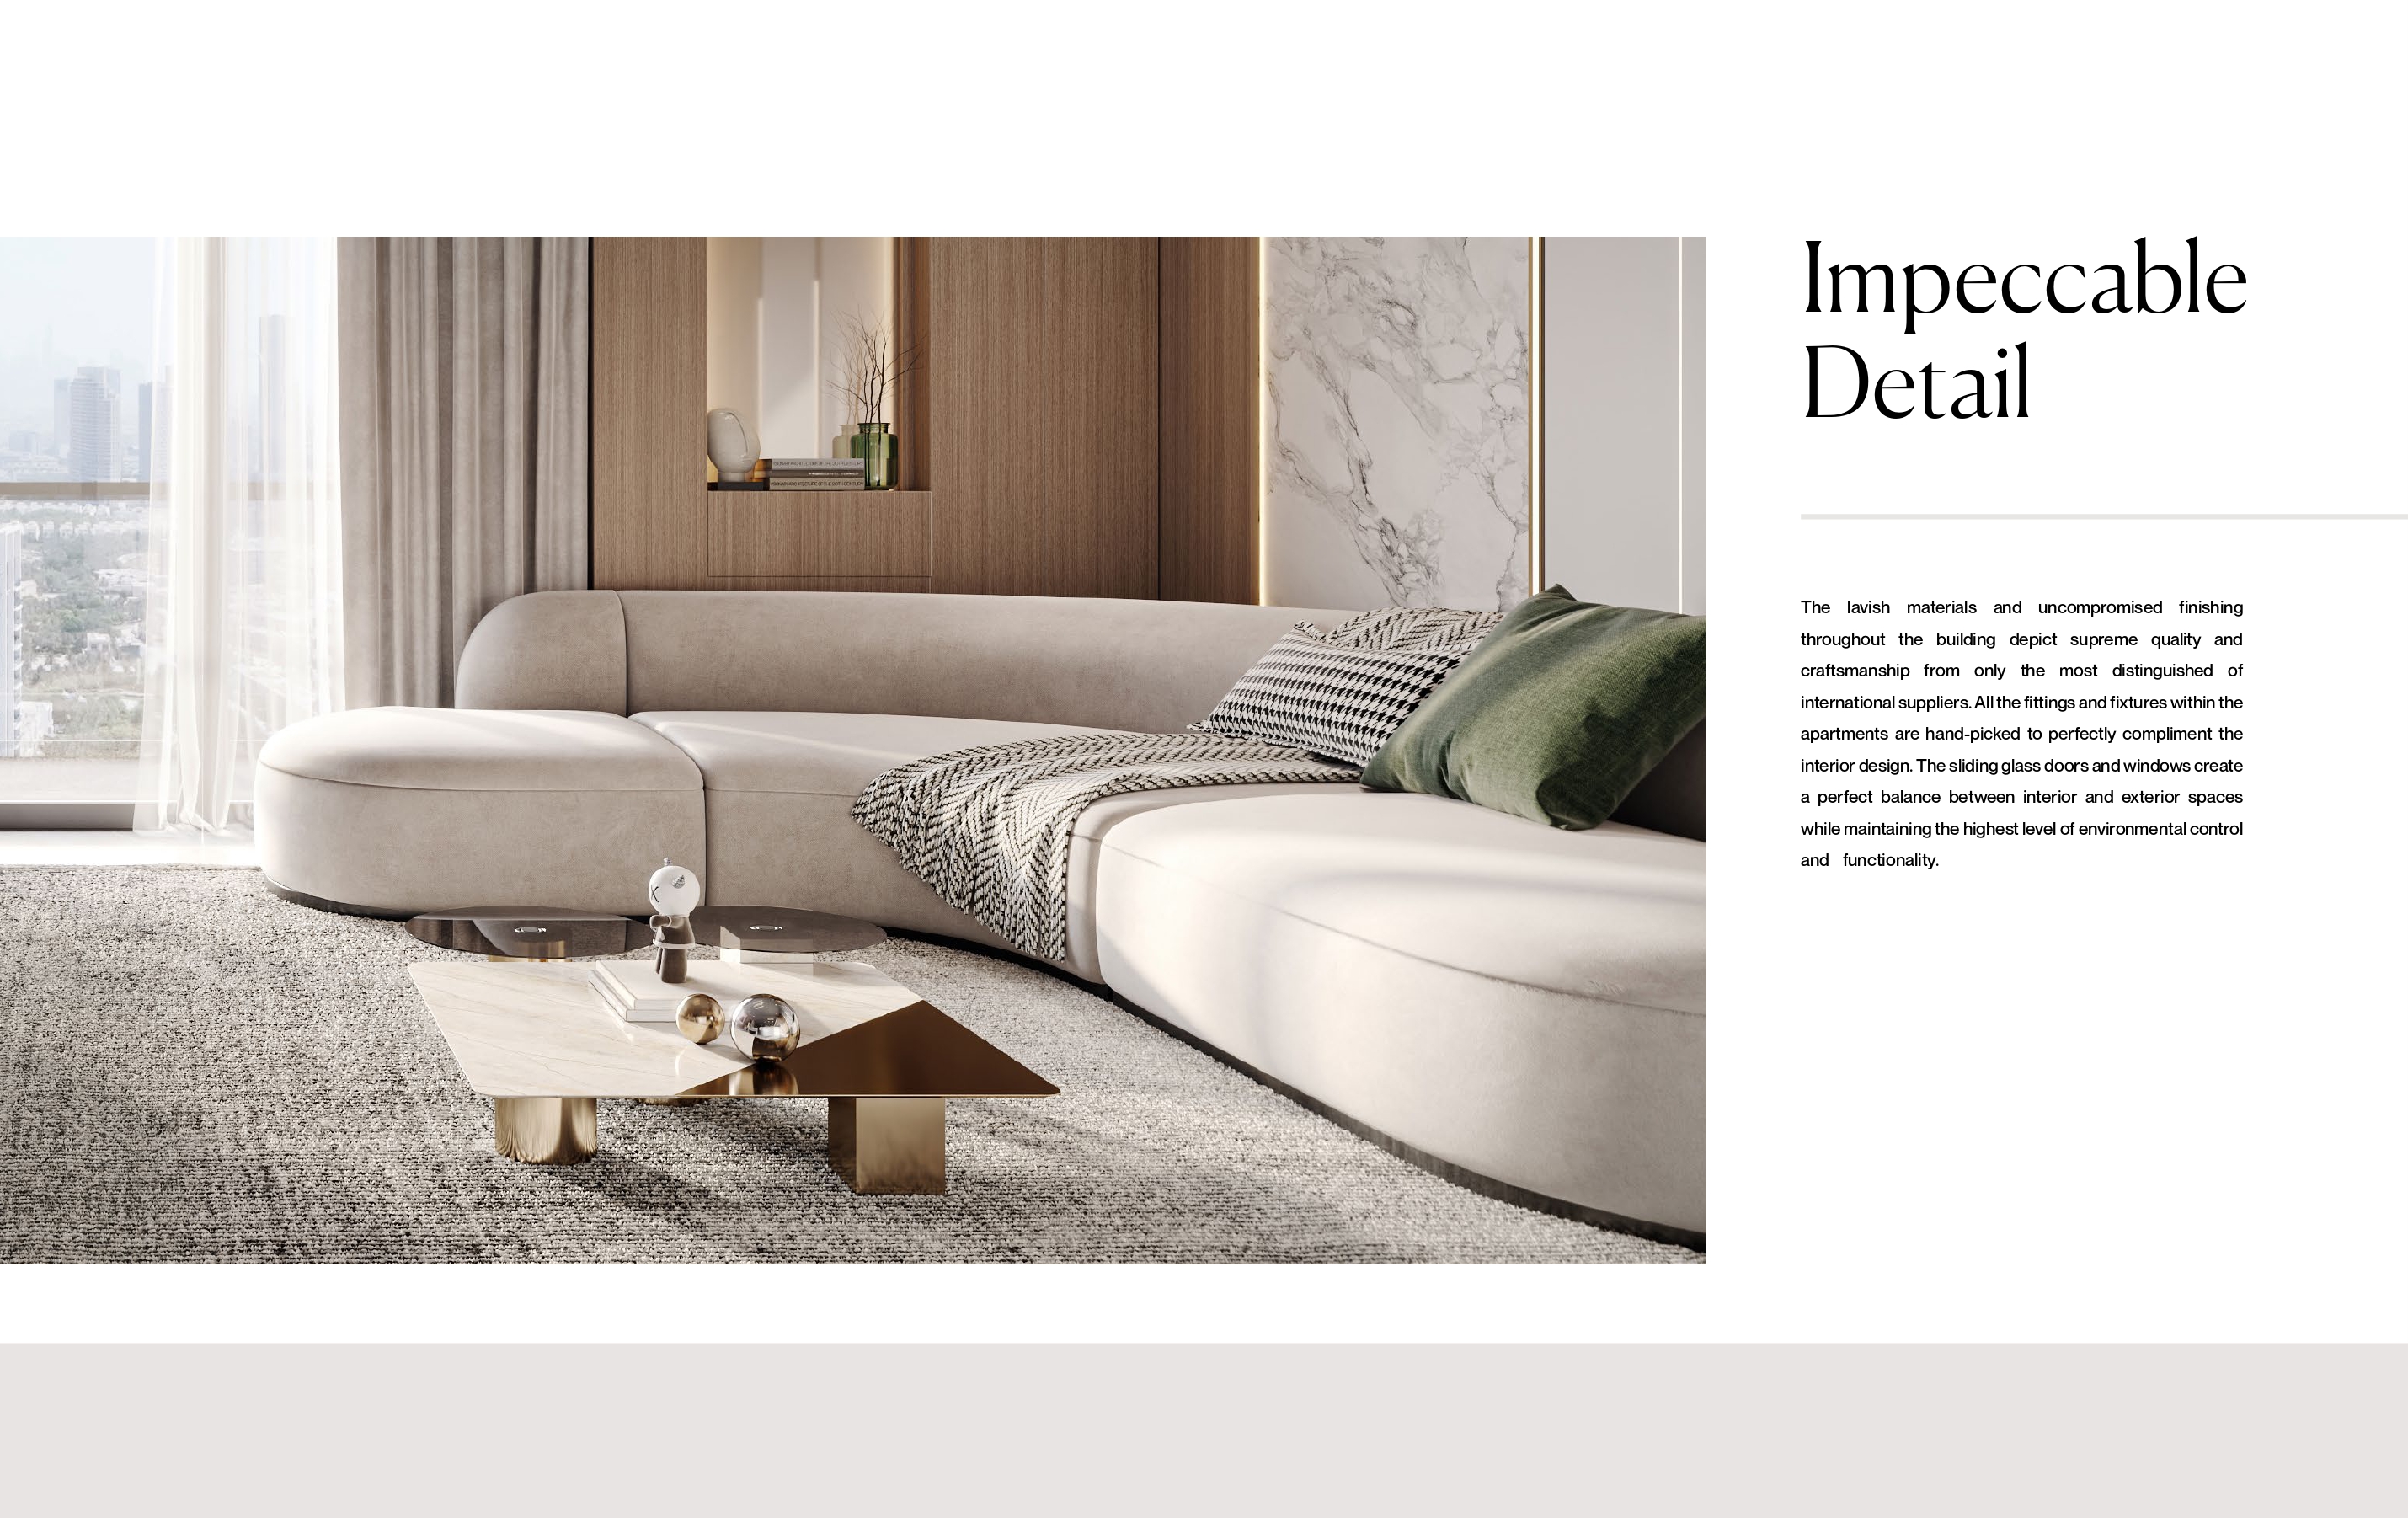 Impeccable
Detail
The lavish materials and uncompromised finishing
throughout the building depict supreme quality and
craftsmanship from only the most distinguished of
international suppliers. All the fittings and fixtures within the
apartments are hand-picked to perfectly compliment the
interior design. The sliding glass doors and windows create
a perfect balance between interior and exterior spaces
while maintaining the highest level of environmental control
and functionality.